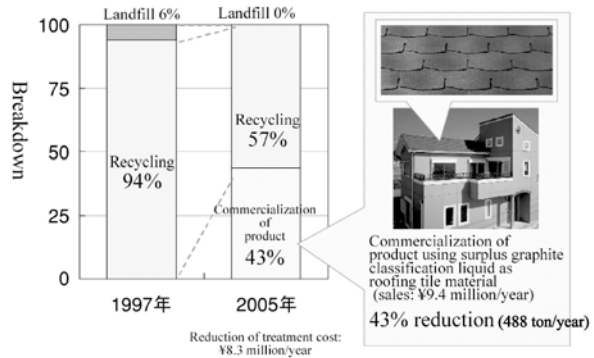 Landfill 6%
Landfill 0%
100
75
50
25
0
Breakdown
Recycling
94%
Recycling
57%
Commercialization
of
product
43%
1997年
2005年
Reduction of treatment cost:
¥8.3 million/year
Commercialization of
product using surplus graphite
classification liquid as
roofing tile material
(sales: ¥9.4 million/year)
43% reduction (488 ton/year)